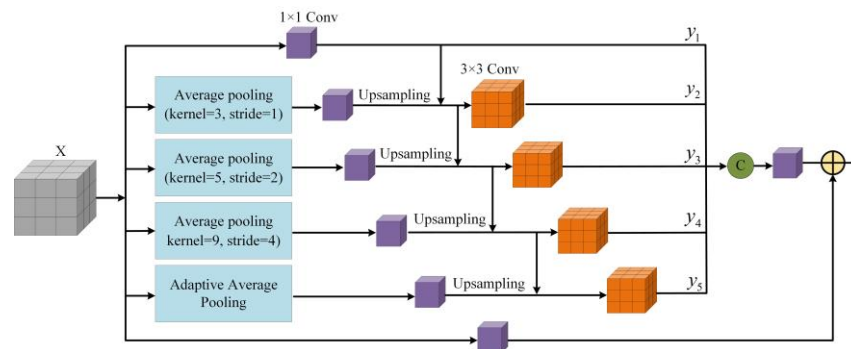 1×1 Conv
y1
3×3 Conv
Average pooling
(kernel=3, stride=1)
Upsampling
y2
X
Average pooling
(kernel=5, stride=2)
Upsampling
y3
C
Average pooling
kernel=9, stride=4)
Upsampling
y4
Adaptive Average
Pooling
Upsampling
y5